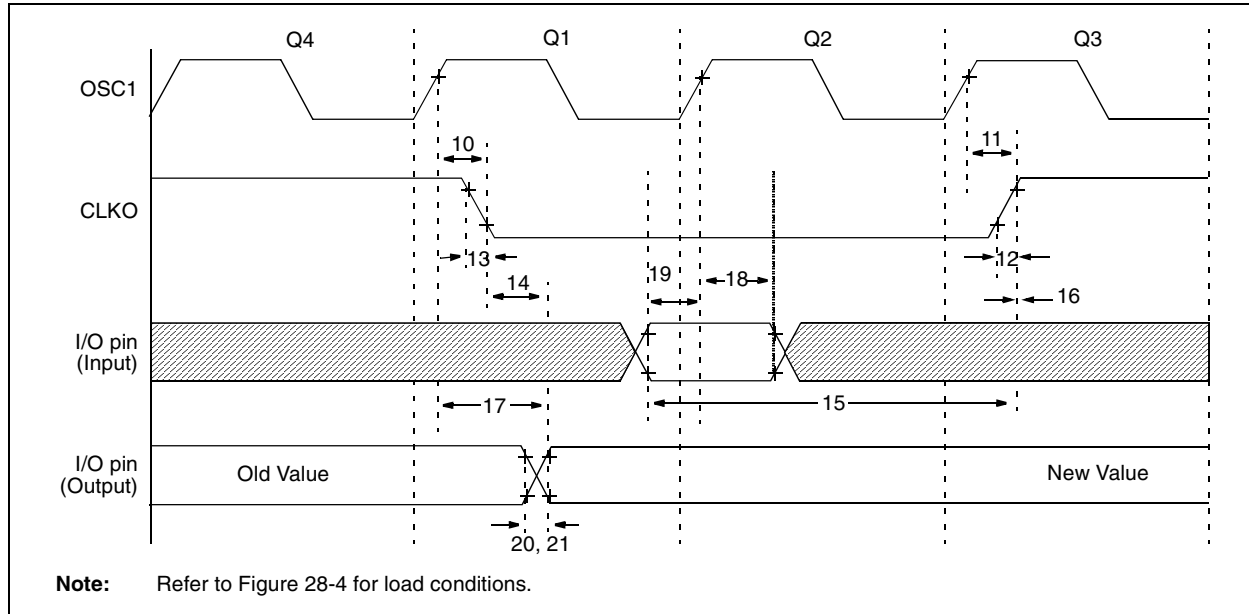 Q4 Q1 Q2 Q3
OSC1
10 11
CLKO
13 12
14 19 18 16
I/O pin
(Input)
17 15
I/O pin
(Output)
Old Value New Value
20, 21
Note: Refer to Figure 28-4 for load conditions.